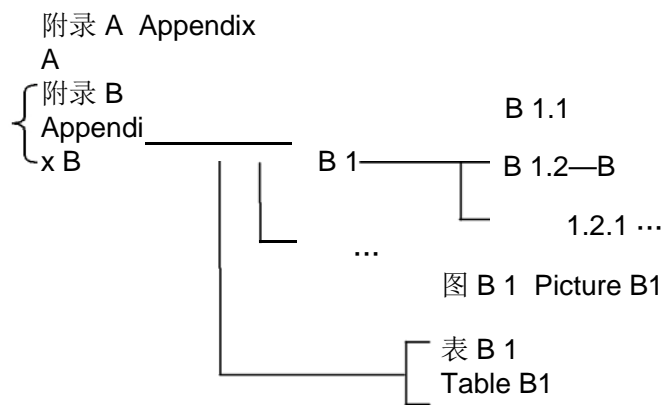 附录 A Appendix
A
附录 B
Appendi
x B
B 1
B 1.1
B 1.2—B
1.2.1 …
…
图 B 1 Picture B1
表 B 1
Table B1